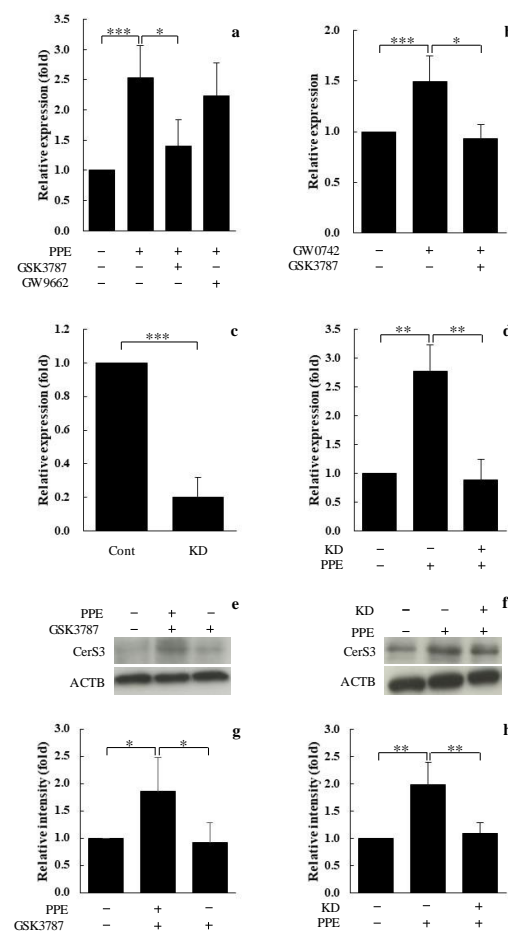 a
Relative expression (fold)
3.5
3.0
2.5
2.0
1.5
1.0
0.5
0.0
*** *
PPE − + + +
GSK3787 − − + −
GW9662 − − − +
Relative expression
2.0
1.5
1.0
0.5
0.0
*** *
GW0742 − + +
GSK3787 − − +
c
Relative expression (fold)
1.2
1.0
0.8
0.6
0.4
0.2
0.0
***
Cont KD
d
Relative expression (fold)
3.5
3.0
2.5
2.0
1.5
1.0
0.5
0.0
** **
KD − − +
PPE − + +
e
PPE − + −
GSK3787 − + +
CerS3
ACTB
f
KD − − +
PPE − + +
CerS3
ACTB
g
Relative intensity (fold)
3.0
2.5
2.0
1.5
1.0
0.5
0.0
* *
PPE − + −
GSK3787 − + +
h
Relative intensity (fold)
3.0
2.5
2.0
1.5
1.0
0.5
0.0
** **
KD − − +
PPE − + +